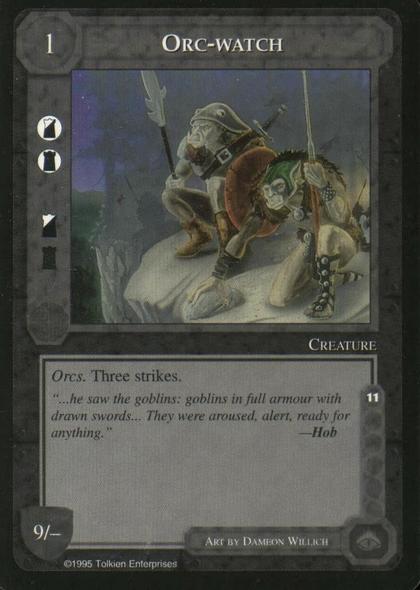 1
ORC-WATCH
CREATURE
Orcs. Three strikes.
“...he saw the goblins: goblins in full armour with
drawn swords... They were aroused, alert, ready for
anything.” —Hob
11
9/–
ART BY DAMEON WILLICH
©1995 Tolkien Enterprises